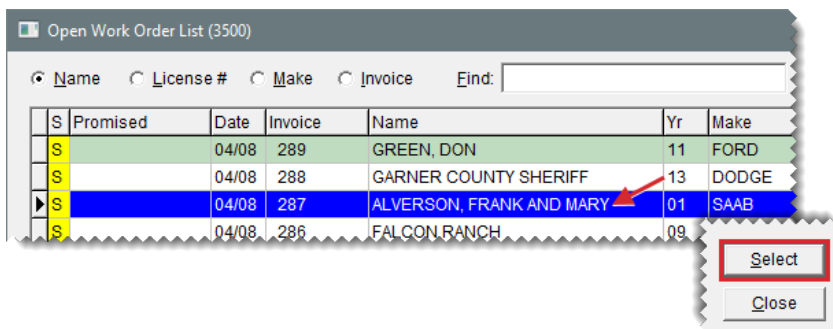 Open Work Order List (3500)
Name License # Make Invoice Find:
S Promised Date Invoice Name Yr Make
S 04/08 289 GREEN, DON 11 FORD
S 04/08 288 GARNER COUNTY SHERIFF 13 DODGE
S 04/08 287 ALVERSON, FRANK AND MARY 01 SAAB
S 04/08 286 FALCON RANCH 09
Select
Close